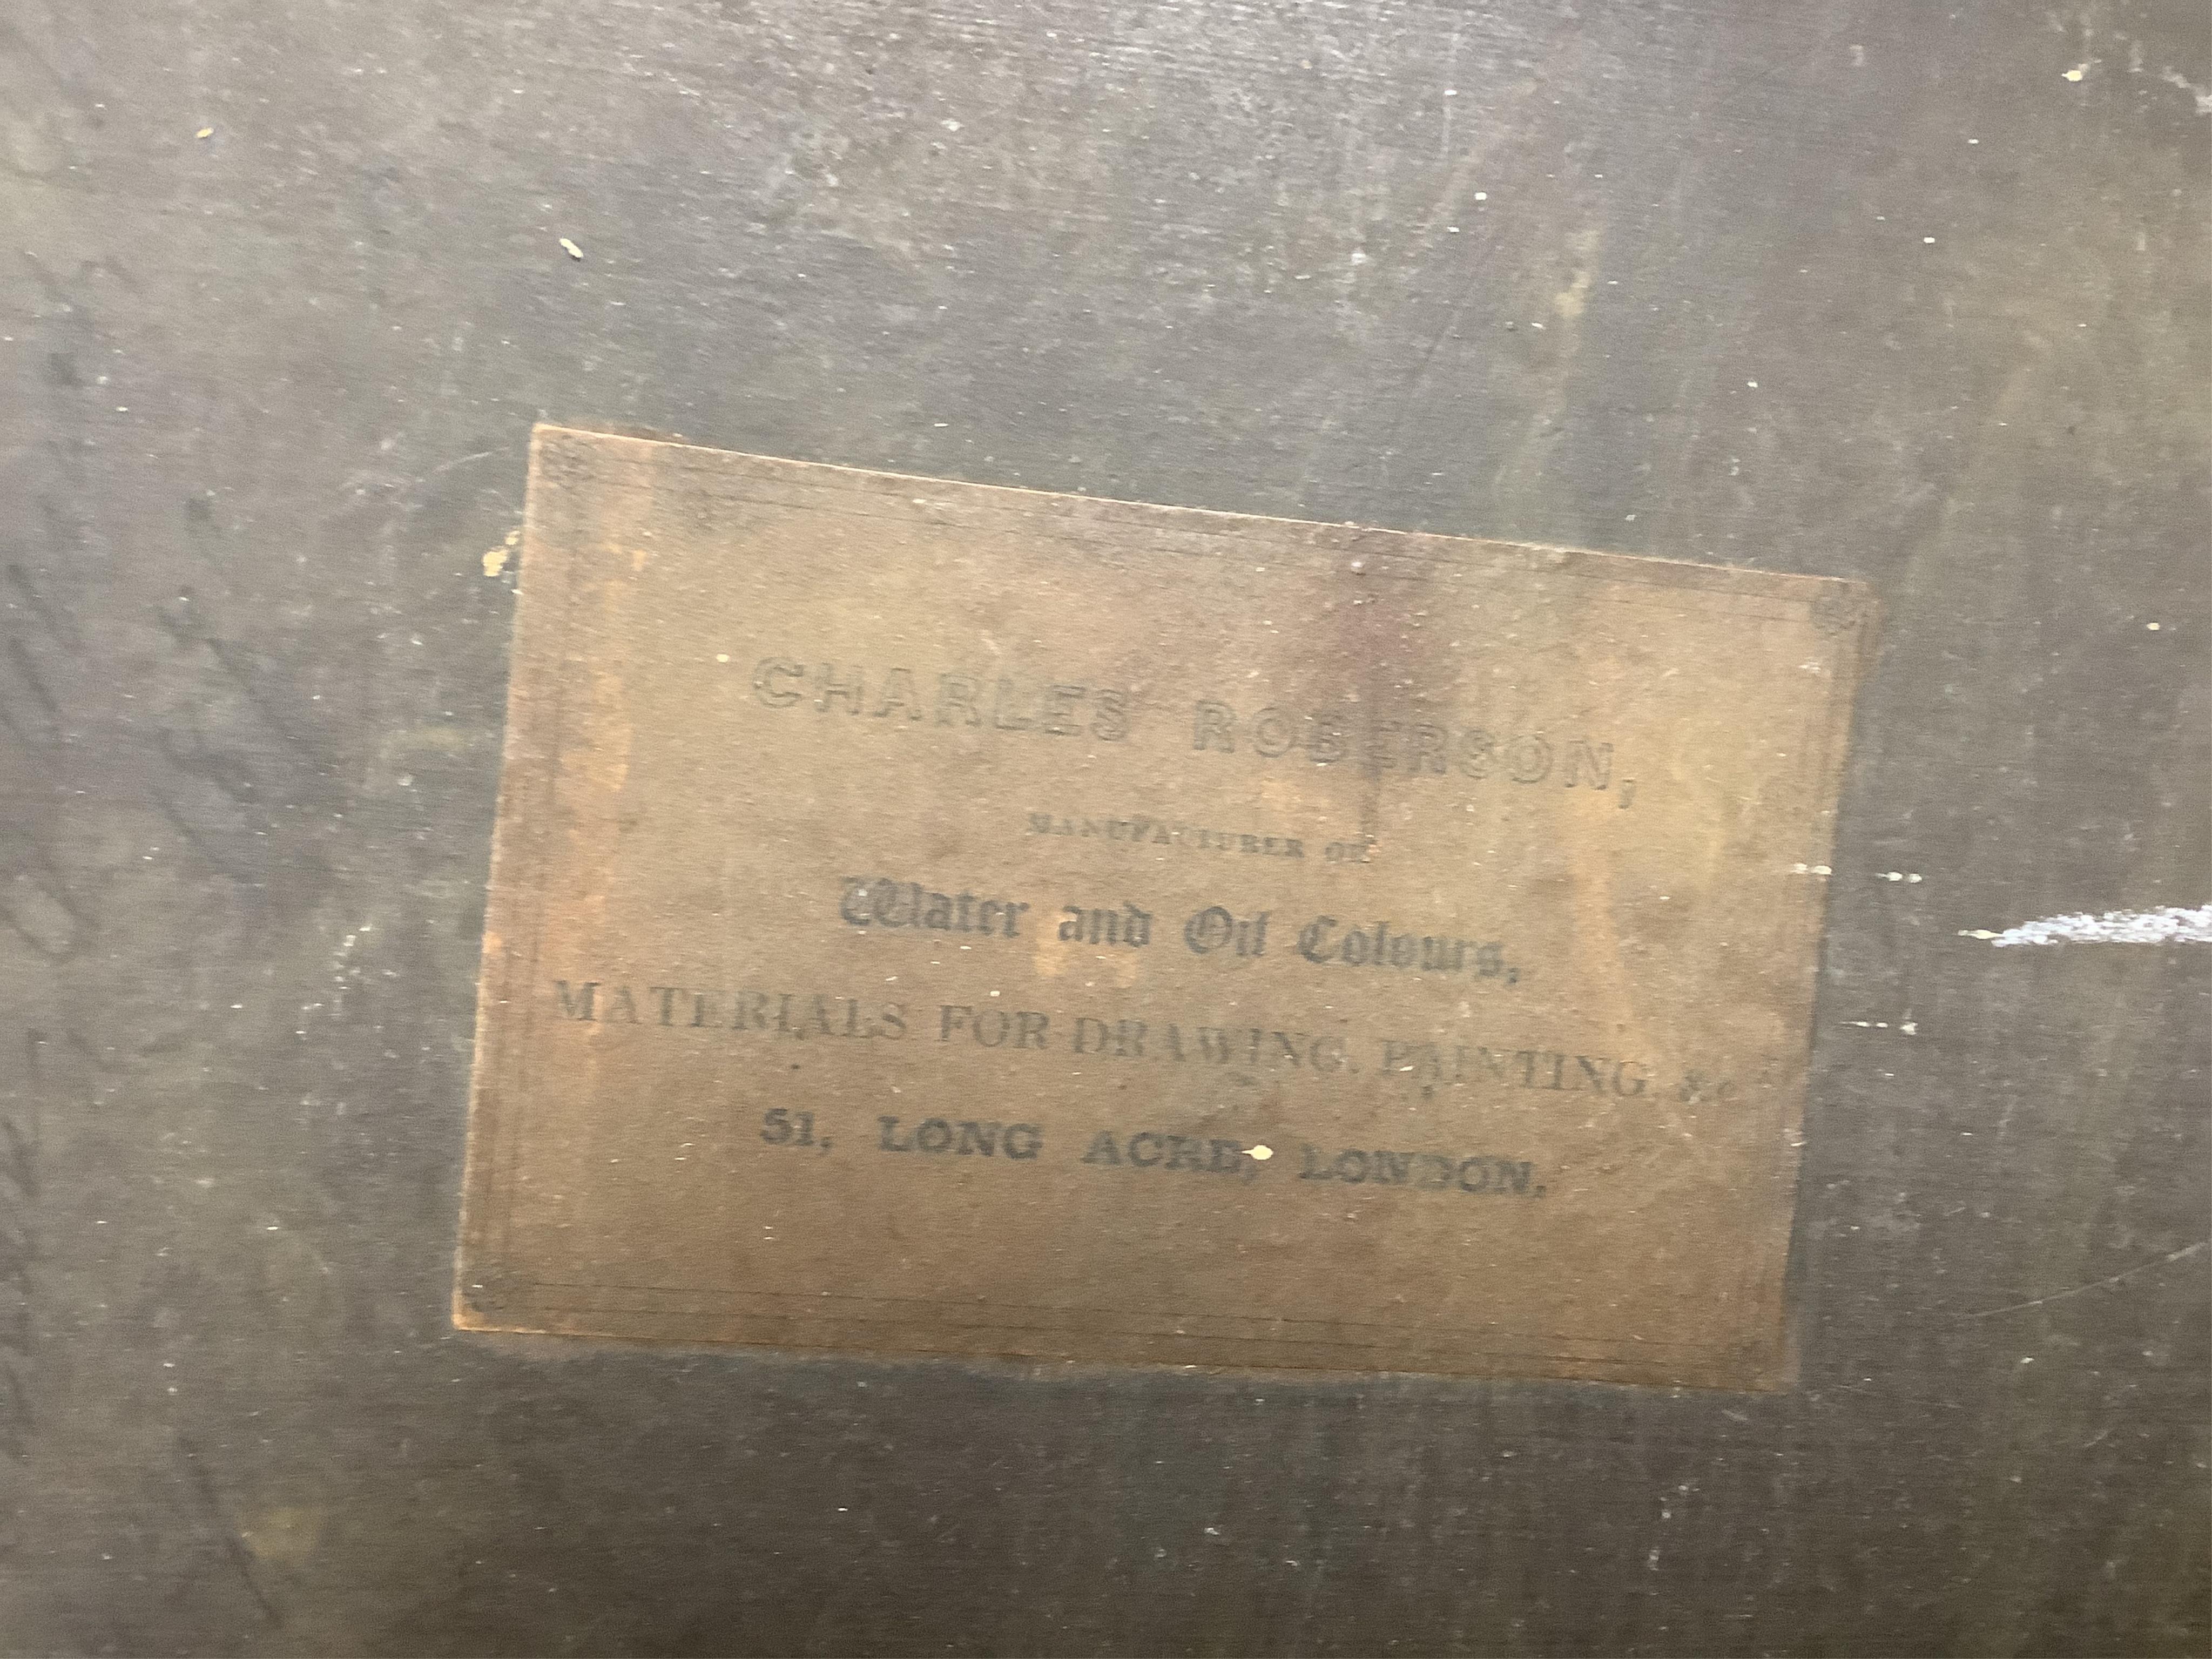 CHARLES ROBERSON,
MANUFACTURER OF
Water and Oil Colours,
MATERIALS FOR DRAWING, PAINTING, &c
51, LONG ACRE, LONDON.